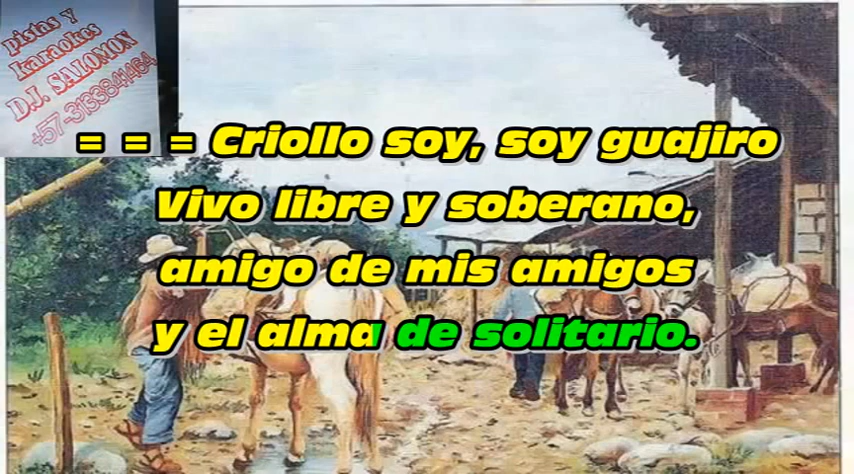 Pistas Y
Karaokes
D.J. SALOMON
+57-3163841464
= = = Criollo soy, soy guajiro
Vivo libre y soberano,
amigo de mis amigos
y el alma de solitario.